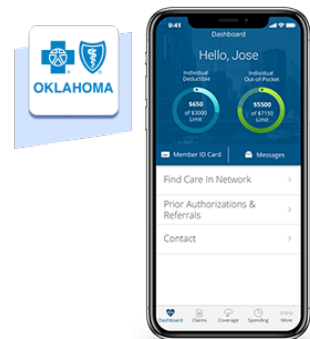 OKLAHOMA
9:41
Dashboard
Hello, Jose
Individual
Deductible
Individual
Out-of-Pocket
$650
of $3000
Limit
$5500
of $7150
Limit
Member ID Card
Messages
Find Care In Network
Prior Authorizations &
Referrals
Contact
Dashboard
Claims
Coverage
Spending
More